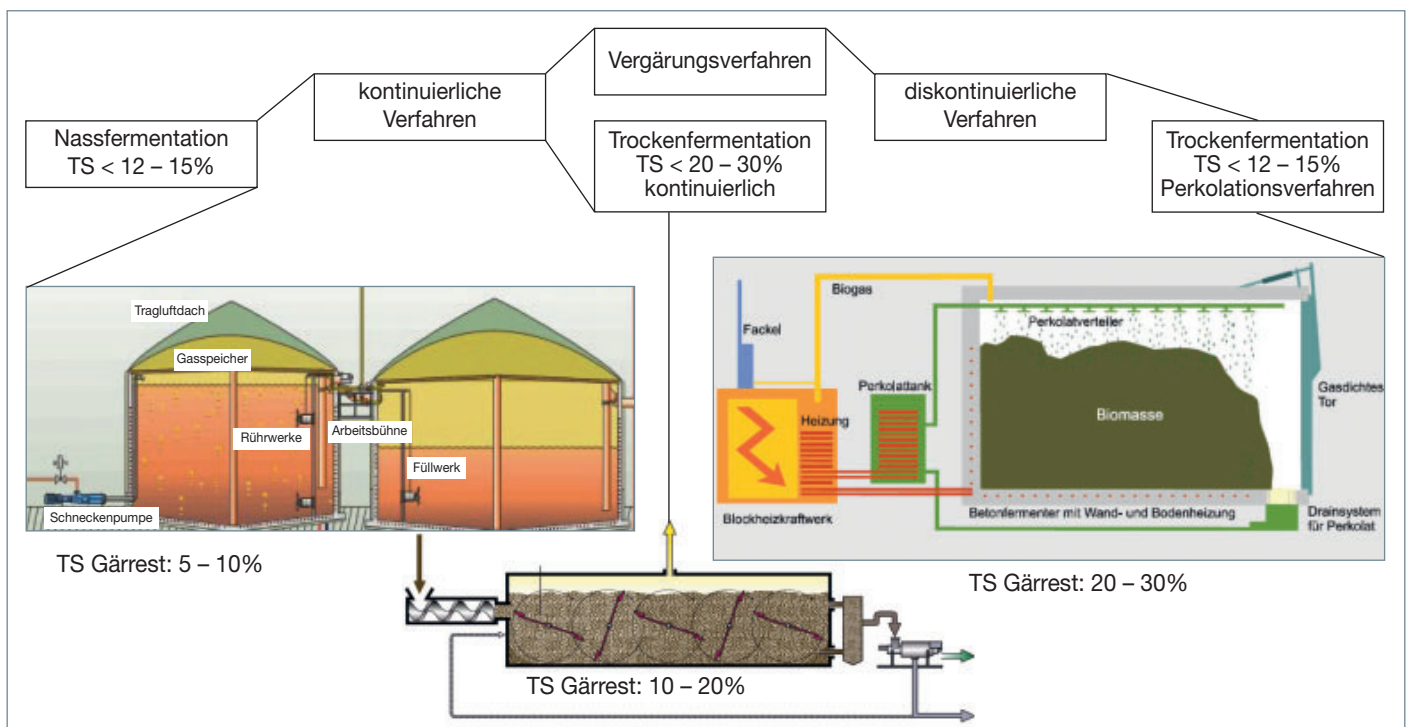 Vergärungsverfahren
kontinuierliche
Verfahren
diskontinuierliche
Verfahren
Nassfermentation
TS < 12 – 15%
Trockenfermentation
TS < 20 – 30%
kontinuierlich
Trockenfermentation
TS < 12 – 15%
Perkolationsverfahren
Tragluftdach
Gasspeicher
Rührwerke
Arbeitsbühne
Füllwerk
Schneckenpumpe
TS Gärrest: 5 – 10%
Biogas
Fackel
Perkolatverteiler
Perkolattank
Gasdichtes
Tor
Heizung
Biomasse
Blockheizkraftwerk
Betonfermenter mit Wand- und Bodenheizung
Drainsystem
für Perkolat
TS Gärrest: 20 – 30%
TS Gärrest: 10 – 20%